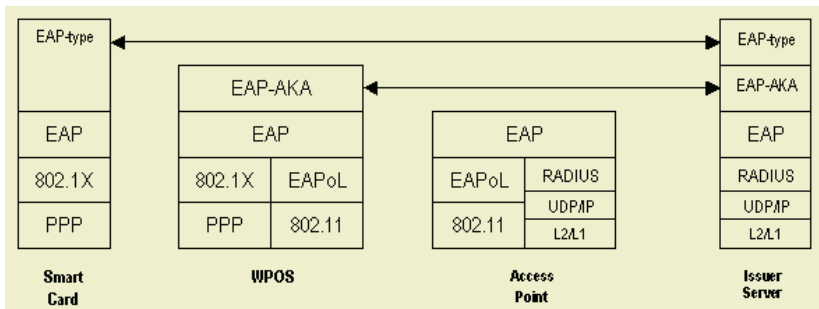 EAP-type
EAP-type
EAP-AKA
EAP-AKA
EAP
EAP
EAP
EAP
802.1X
802.1X
EAPoL
EAPoL
RADIUS
RADIUS
UDP/IP
UDP/IP
PPP
PPP
802.11
802.11
L2/L1
L2/L1
Smart
Card
WPOS
Access
Point
Issuer
Server